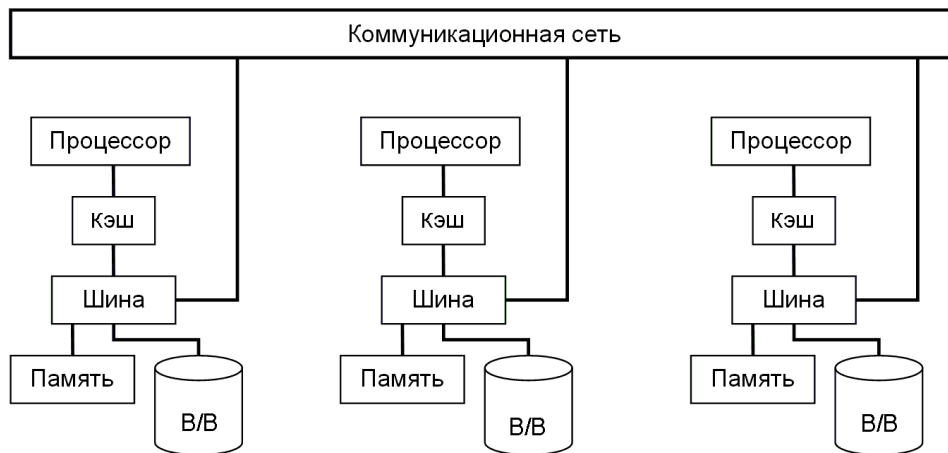 Коммуникационная сеть
Процессор
Процессор
Процессор
Кэш
Кэш
Кэш
Шина
Шина
Шина
Память
В/В
Память
В/В
Память
В/В